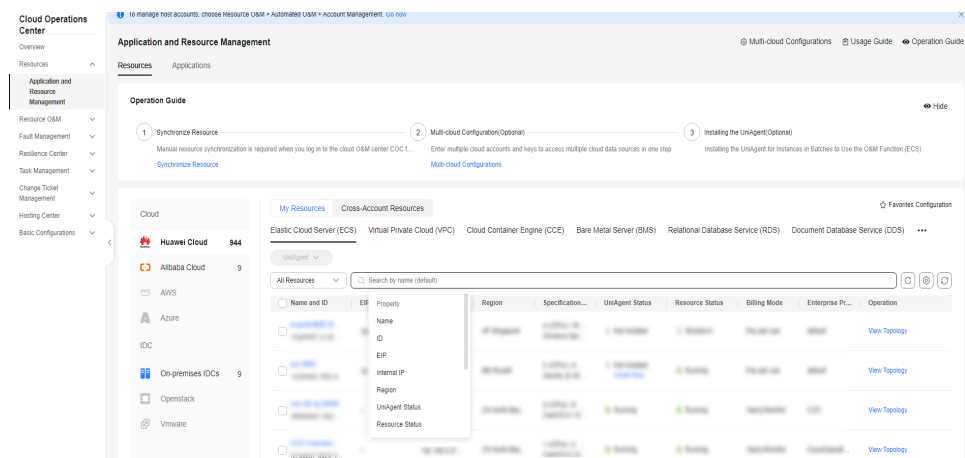 Cloud Operations
Center
Overview
Resources
Application and
Resource
Management
Resource O&M
Fault Management
Resilience Center
Task Management
Change Ticket
Management
Hosting Center
Basic Configurations
To manage host accounts, choose Resource O&M > Automated O&M > Account Management. Go now
Application and Resource Management
Multi-cloud Configurations Usage Guide Operation Guide
Resources Applications
Operation Guide
Hide
1 Synchronize Resource
Manual resource synchronization is required when you log in to the cloud O&M center COC f...
Synchronize Resource
2 Multi-cloud Configuration(Optional)
Enter multiple cloud accounts and keys to access multiple cloud data sources in one step
Multi-cloud Configurations
3 Installing the UniAgent(Optional)
Installing the UniAgent for Instances in Batches to Use the O&M Function (ECS)
Cloud
Huawei Cloud 944
Alibaba Cloud 9
AWS
Azure
IDC
On-premises IDCs 9
Openstack
Vmware
My Resources Cross-Account Resources
Favorites Configuration
Elastic Cloud Server (ECS) Virtual Private Cloud (VPC) Cloud Container Engine (CCE) Bare Metal Server (BMS) Relational Database Service (RDS) Document Database Service (DDS) •••
UniAgent
All Resources Search by name (default)
Name and ID Region Specification... UniAgent Status Resource Status Billing Mode Enterprise Pr... Operation
Property
Name
ID
EIP
Internal IP
Region
UniAgent Status
Resource Status
View Topology
View Topology
View Topology
View Topology